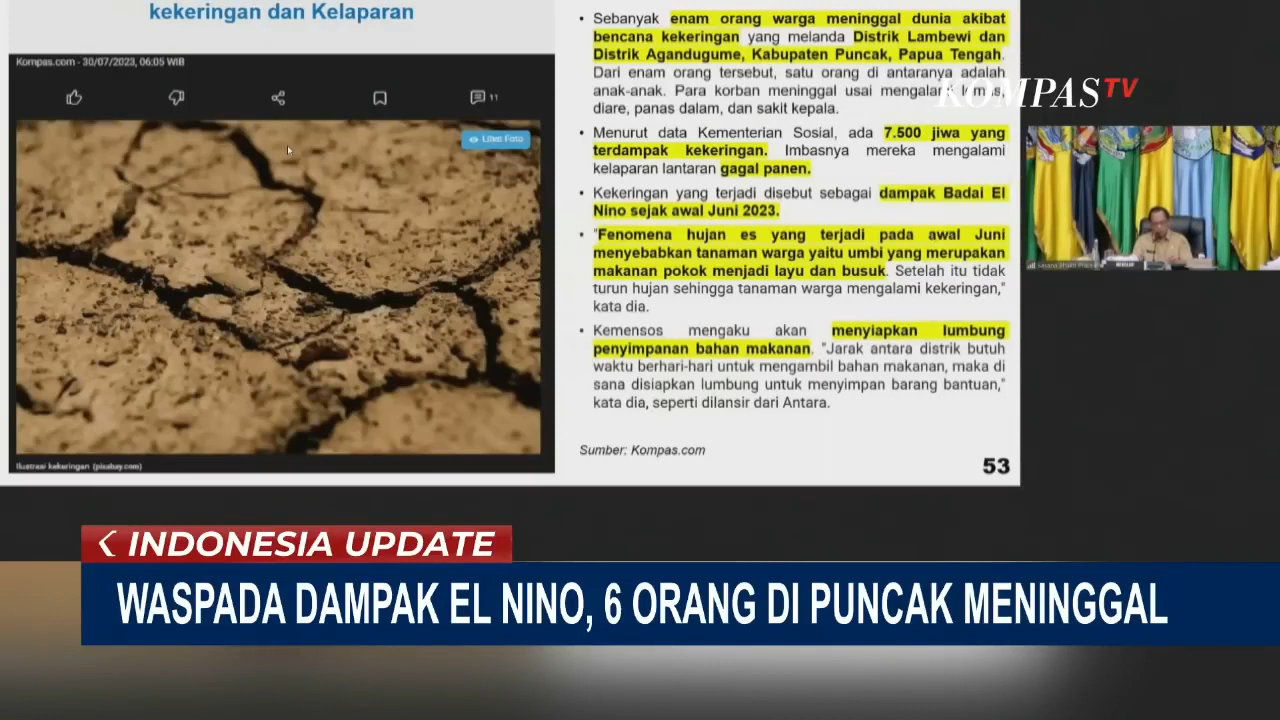 kekeringan dan Kelaparan
Kompas.com - 30/07/2023, 06:05 WIB
11
Lihat Foto
Ilustrasi kekeringan (pixabay.com)
• Sebanyak enam orang warga meninggal dunia akibat
bencana kekeringan yang melanda Distrik Lambewi dan
Distrik Agandugume, Kabupaten Puncak, Papua Tengah.
Dari enam orang tersebut, satu orang di antaranya adalah
anak-anak. Para korban meninggal usai mengalami lemas,
diare, panas dalam, dan sakit kepala.
• Menurut data Kementerian Sosial, ada 7.500 jiwa yang
terdampak kekeringan. Imbasnya mereka mengalami
kelaparan lantaran gagal panen.
• Kekeringan yang terjadi disebut sebagai dampak Badai El
Nino sejak awal Juni 2023.
• "Fenomena hujan es yang terjadi pada awal Juni
menyebabkan tanaman warga yaitu umbi yang merupakan
makanan pokok menjadi layu dan busuk. Setelah itu tidak
turun hujan sehingga tanaman warga mengalami kekeringan,"
kata dia.
• Kemensos mengaku akan menyiapkan lumbung
penyimpanan bahan makanan. "Jarak antara distrik butuh
waktu berhari-hari untuk mengambil bahan makanan, maka di
sana disiapkan lumbung untuk menyimpan barang bantuan,"
kata dia, seperti dilansir dari Antara.
Sumber: Kompas.com
53
KOMPAS TV
INDONESIA UPDATE
WASPADA DAMPAK EL NINO, 6 ORANG DI PUNCAK MENINGGAL